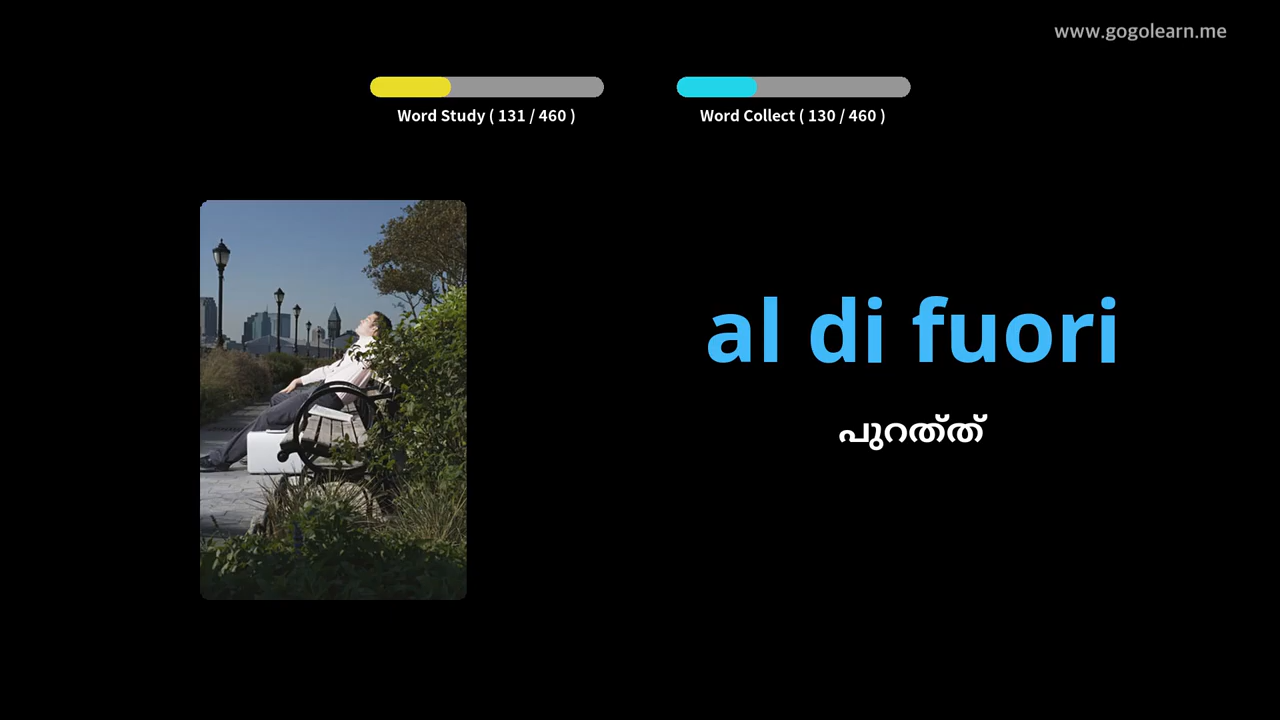 www.gogolearn.me
Word Study ( 131 / 460 )
Word Collect ( 130 / 460 )
al di fuori
പുറത്ത്